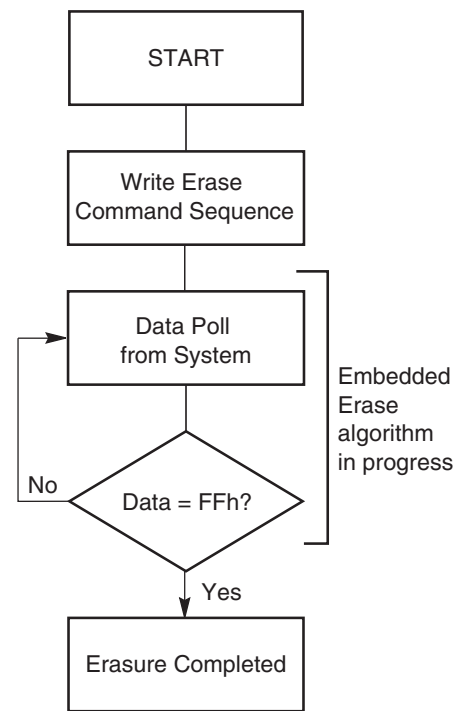 START
Write Erase
Command Sequence
Data Poll
from System
Embedded
Erase
algorithm
in progress
No
Data = FFh?
Yes
Erasure Completed